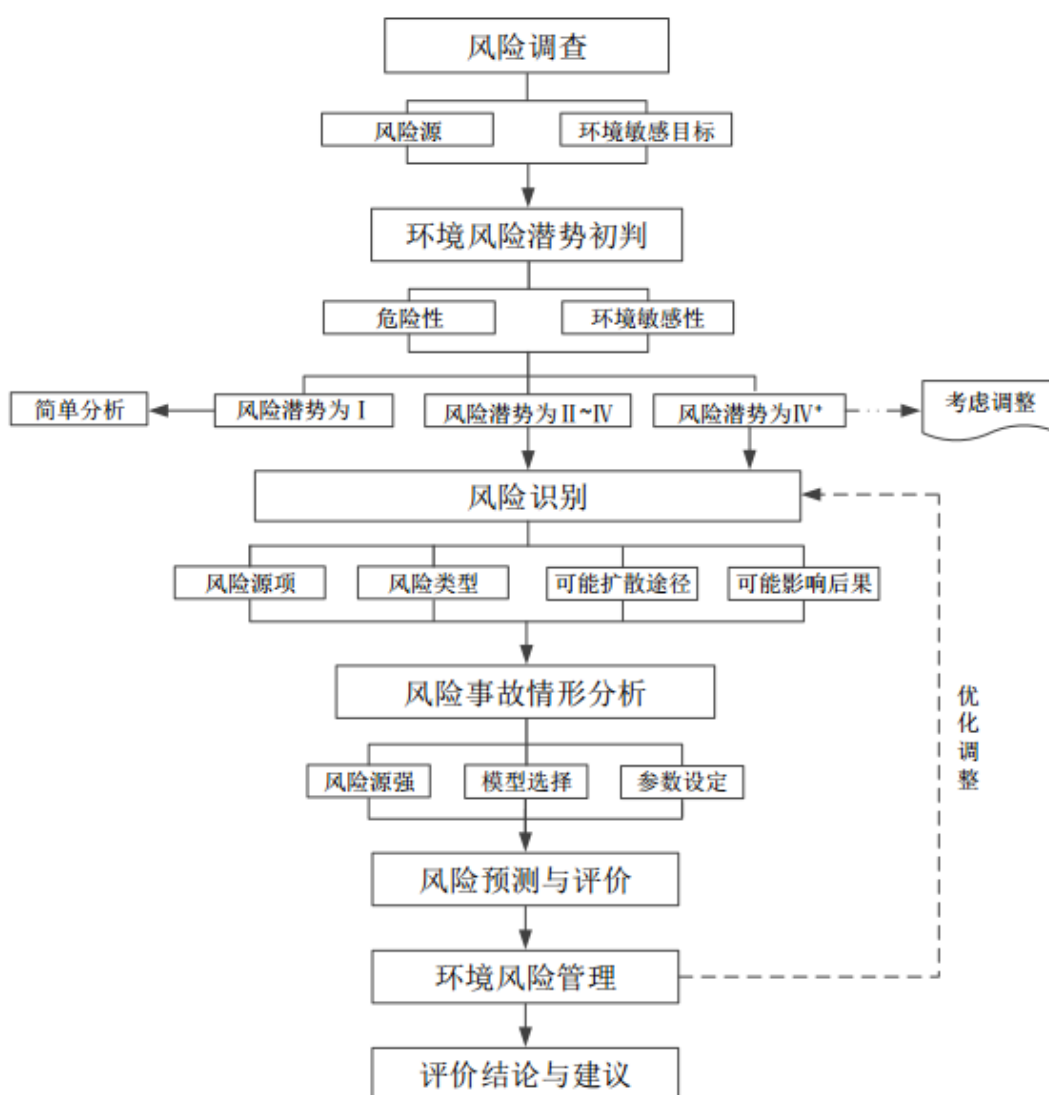 风险调查
风险源
环境敏感目标
环境风险潜势初判
危险性
环境敏感性
简单分析
风险潜势为Ⅰ
风险潜势为Ⅱ~Ⅳ
风险潜势为Ⅳ+
考虑调整
风险识别
风险源项
风险类型
可能扩散途径
可能影响后果
风险事故情形分析
优化调整
风险源强
模型选择
参数设定
风险预测与评价
环境风险管理
评价结论与建议